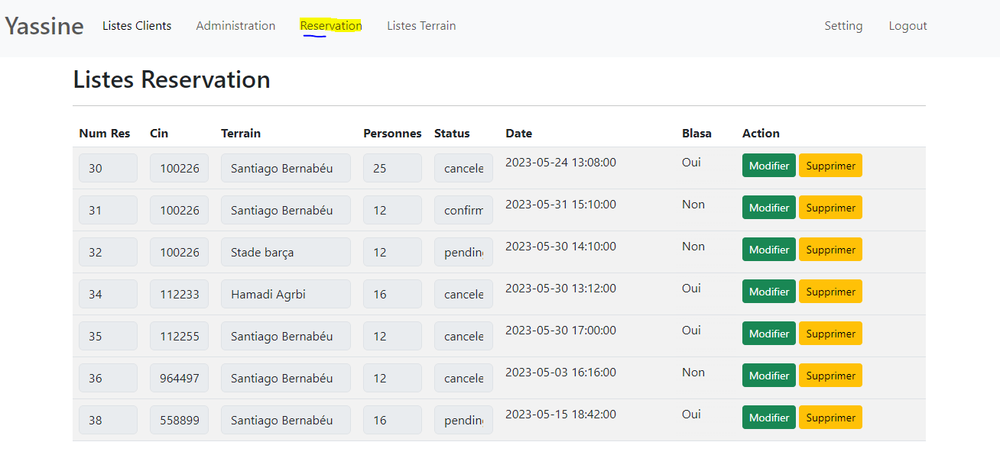 Yassine Listes Clients Administration Reservation Listes Terrain Setting Logout
Listes Reservation
Num Res Cin Terrain Personnes Status Date Blasa Action
30 100226 Santiago Bernabéu 25 cancele 2023-05-24 13:08:00 Oui Modifier Supprimer
31 100226 Santiago Bernabéu 12 confirm 2023-05-31 15:10:00 Non Modifier Supprimer
32 100226 Stade barça 12 pending 2023-05-30 14:10:00 Non Modifier Supprimer
34 112233 Hamadi Agrbi 16 cancele 2023-05-30 13:12:00 Oui Modifier Supprimer
35 112255 Santiago Bernabéu 12 cancele 2023-05-30 17:00:00 Oui Modifier Supprimer
36 964497 Santiago Bernabéu 12 cancele 2023-05-03 16:16:00 Non Modifier Supprimer
38 558899 Santiago Bernabéu 16 pending 2023-05-15 18:42:00 Oui Modifier Supprimer